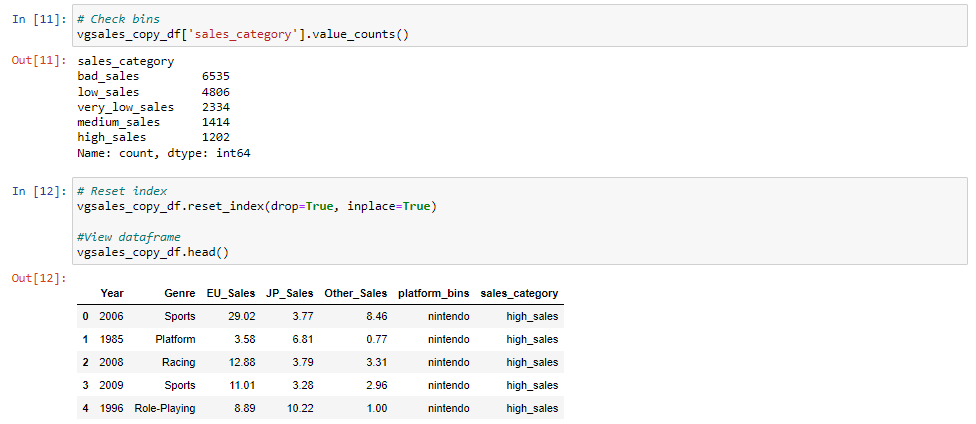 In [11]: # Check bins
vgsales_copy_df['sales_category'].value_counts()
Out[11]: sales_category
bad_sales 6535
low_sales 4806
very_low_sales 2334
medium_sales 1414
high_sales 1202
Name: count, dtype: int64
In [12]: # Reset index
vgsales_copy_df.reset_index(drop=True, inplace=True)
#View dataframe
vgsales_copy_df.head()
Out[12]:
Year Genre EU_Sales JP_Sales Other_Sales platform_bins sales_category
0 2006 Sports 29.02 3.77 8.46 nintendo high_sales
1 1985 Platform 3.58 6.81 0.77 nintendo high_sales
2 2008 Racing 12.88 3.79 3.31 nintendo high_sales
3 2009 Sports 11.01 3.28 2.96 nintendo high_sales
4 1996 Role-Playing 8.89 10.22 1.00 nintendo high_sales